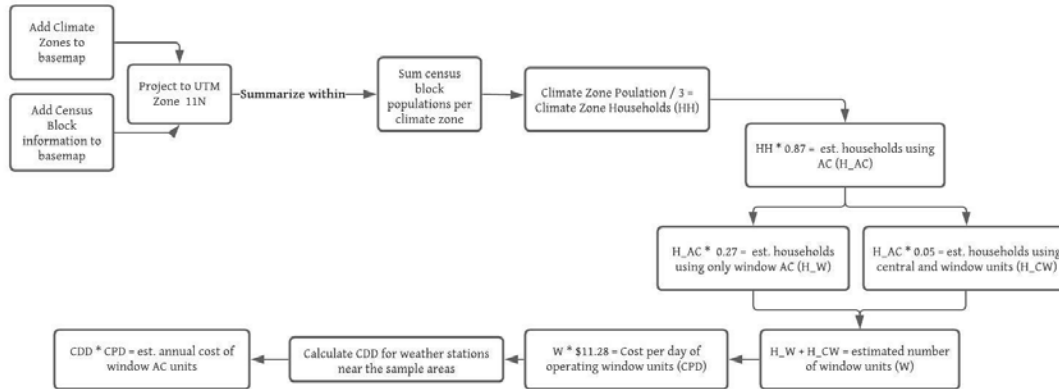 Add Climate
Zones to
basemap
Add Census
Block
information to
basemap
Project to UTM
Zone 11N
Summarize within
Sum census
block
populations per
climate zone
Climate Zone Poulation / 3 =
Climate Zone Households (HH)
HH * 0.87 = est. households using
AC (H_AC)
H_AC * 0.27 = est. households
using only window AC (H_W)
H_AC * 0.05 = est. households using
central and window units (H_CW)
H_W + H_CW = estimated number
of window units (W)
W * $11.28 = Cost per day of
operating window units (CPD)
Calculate CDD for weather stations
near the sample areas
CDD * CPD = est. annual cost of
window AC units